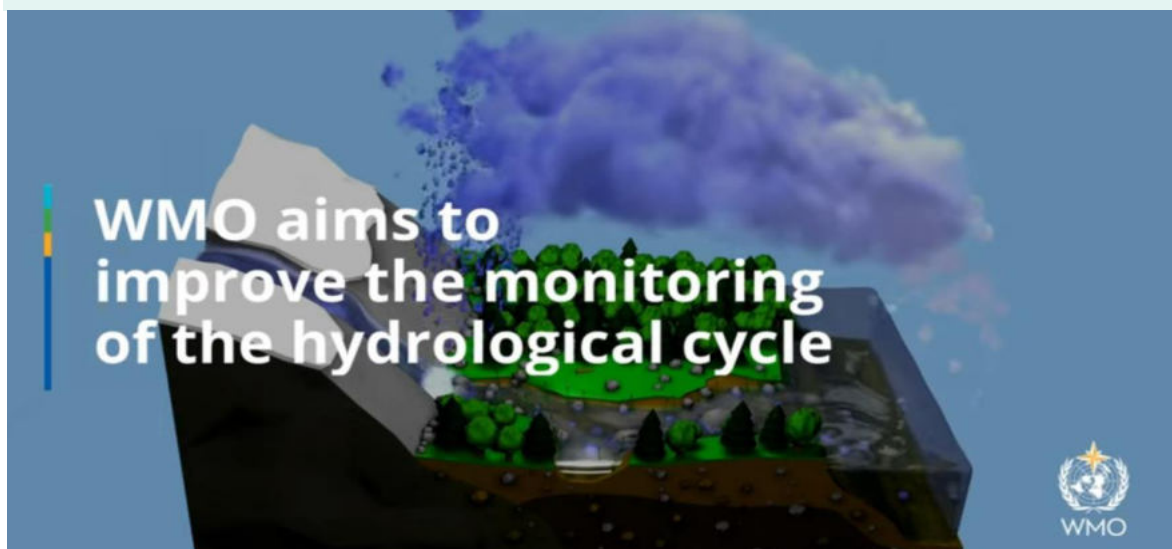 WMO aims to
improve the monitoring
of the hydrological cycle
WMO